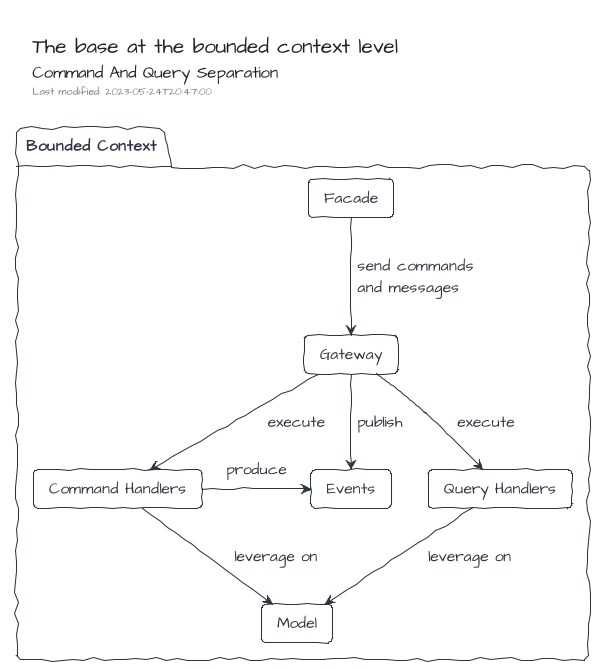 The base at the bounded context level
Command And Query Separation
Last modified: 2023-05-24T20:47:00
Bounded Context
Facade
send commands
and messages
Gateway
execute
publish
execute
produce
Command Handlers
Events
Query Handlers
leverage on
leverage on
Model